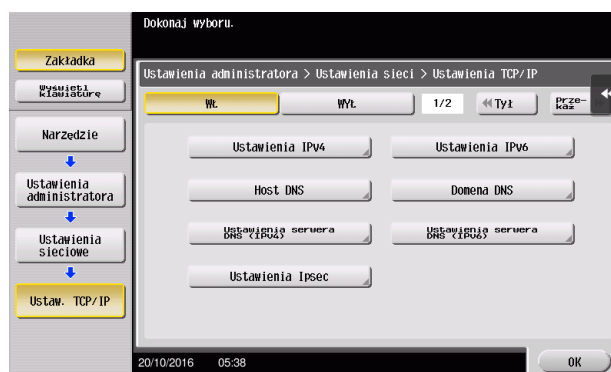 Dokonaj wyboru.
Zakładka
Wyświetl
klawiaturę
Ustawienia administratora > Ustawienia sieci > Ustawienia TCP/IP
WŁ
WYŁ
1/2
Tył
Prze-
każ
Narzędzie
Ustawienia
administratora
Ustawienia
sieciowe
Ustaw. TCP/IP
Ustawienia IPv4
Ustawienia IPv6
Host DNS
Domena DNS
Ustawienia serwera
DNS (IPv4)
Ustawienia serwera
DNS (IPv6)
Ustawienia Ipsec
20/10/2016 05:38
OK